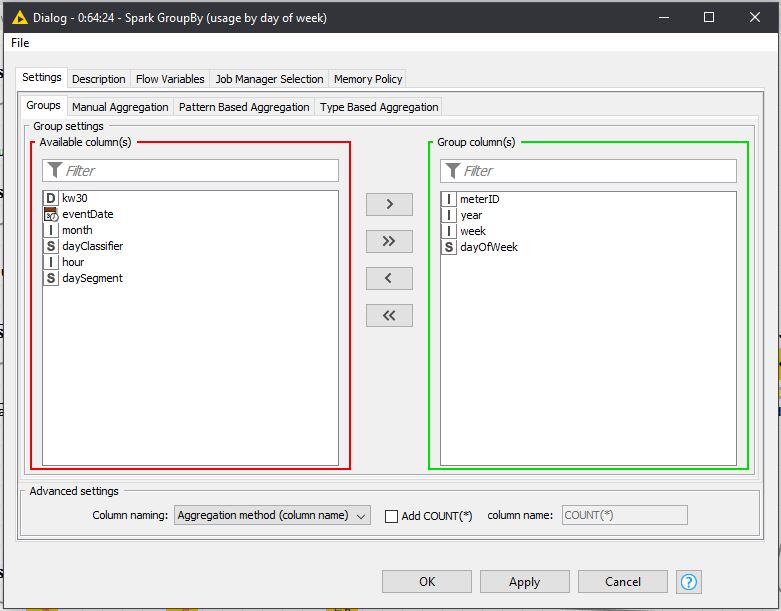 Dialog - 0:64:24 - Spark GroupBy (usage by day of week)
File
Settings Description Flow Variables Job Manager Selection Memory Policy
Groups Manual Aggregation Pattern Based Aggregation Type Based Aggregation
Group settings
Available column(s) Group column(s)
Filter Filter
D kw30
eventDate
I month
S dayClassifier
I hour
S daySegment
>
>>
<
<<
I meterID
I year
I week
S dayOfWeek
Advanced settings
Column naming: Aggregation method (column name) Add COUNT(*) column name: COUNT(*)
OK Apply Cancel ?